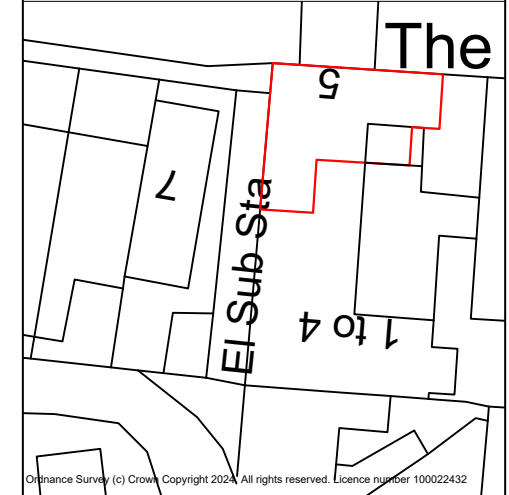 The
5
7
El Sub Sta
1 to 4
Ordnance Survey (c) Crown Copyright 2024. All rights reserved. Licence number 100022432